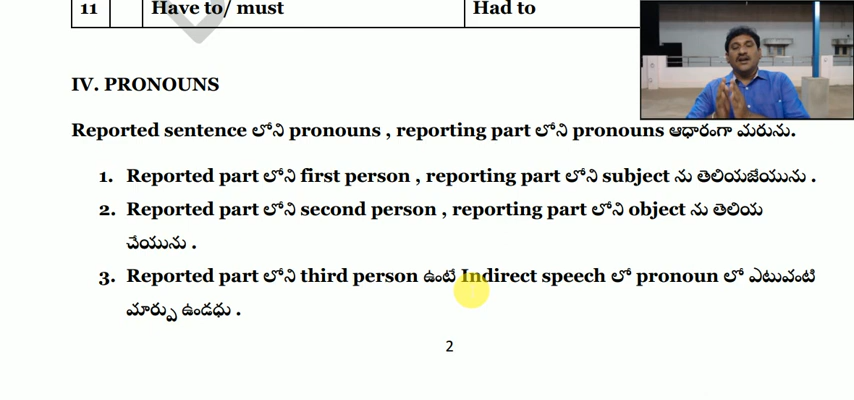 11 Have to/ must Had to
IV. PRONOUNS
Reported sentence లోని pronouns , reporting part లోని pronouns ఆధారంగా మరును.
1. Reported part లోని first person , reporting part లోని subject ను తెలియజేయును .
2. Reported part లోని second person , reporting part లోని object ను తెలియ
చేయును .
3. Reported part లోని third person ఉంటే Indirect speech లో pronoun లో ఎటువంటి
మార్పు ఉండదు .
2